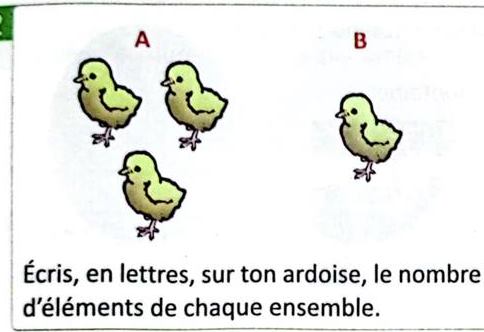 A B
Écris, en lettres, sur ton ardoise, le nombre
d'éléments de chaque ensemble.